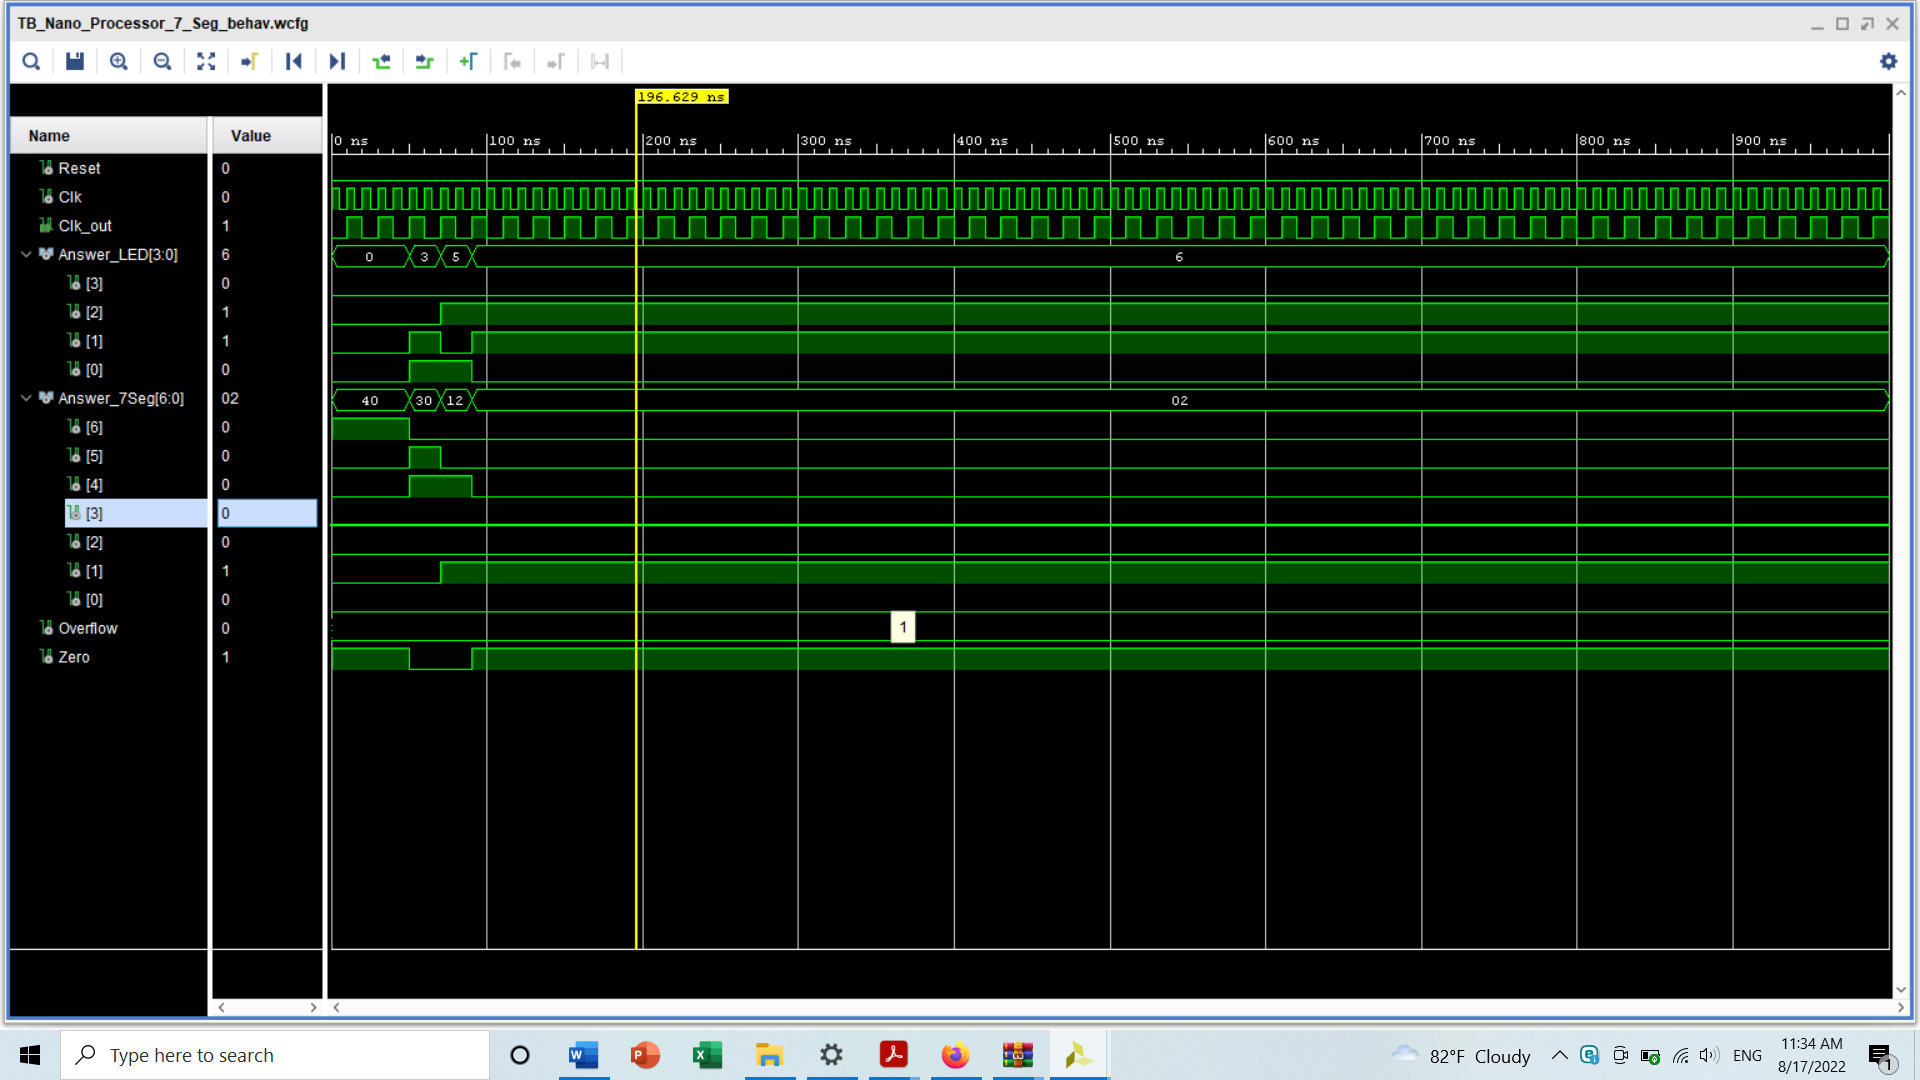 TB_Nano_Processor_7_Seg_behav.wcfg
196.629 ns
Name Value
0 ns 100 ns 200 ns 300 ns 400 ns 500 ns 600 ns 700 ns 800 ns 900 ns
Reset 0
Clk 0
Clk_out 1
Answer_LED[3:0] 6 0 3 5 6
[3] 0
[2] 1
[1] 1
[0] 0
Answer_7Seg[6:0] 02 40 30 12 02
[6] 0
[5] 0
[4] 0
[3] 0
[2] 0
[1] 1
[0] 0
Overflow 0 1
Zero 1
Type here to search
82°F Cloudy
ENG
11:34 AM
8/17/2022
1